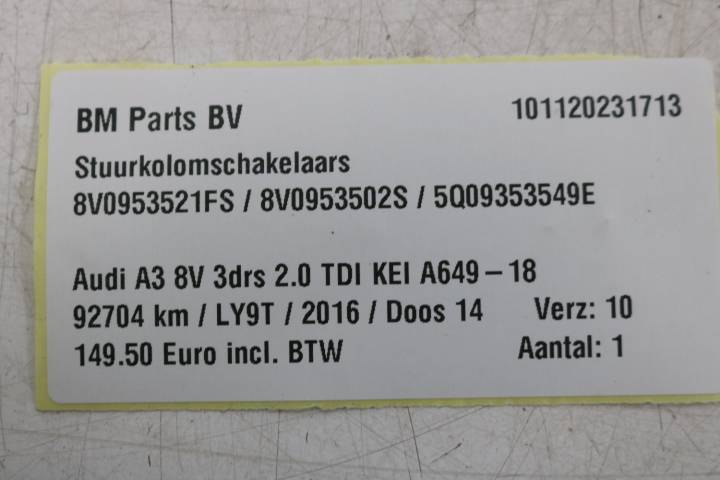 BM Parts BV 101120231713
Stuurkolomschakelaars
8V0953521FS / 8V0953502S / 5Q09353549E
Audi A3 8V 3drs 2.0 TDI KEI A649 – 18
92704 km / LY9T / 2016 / Doos 14 Verz: 10
149.50 Euro incl. BTW Aantal: 1